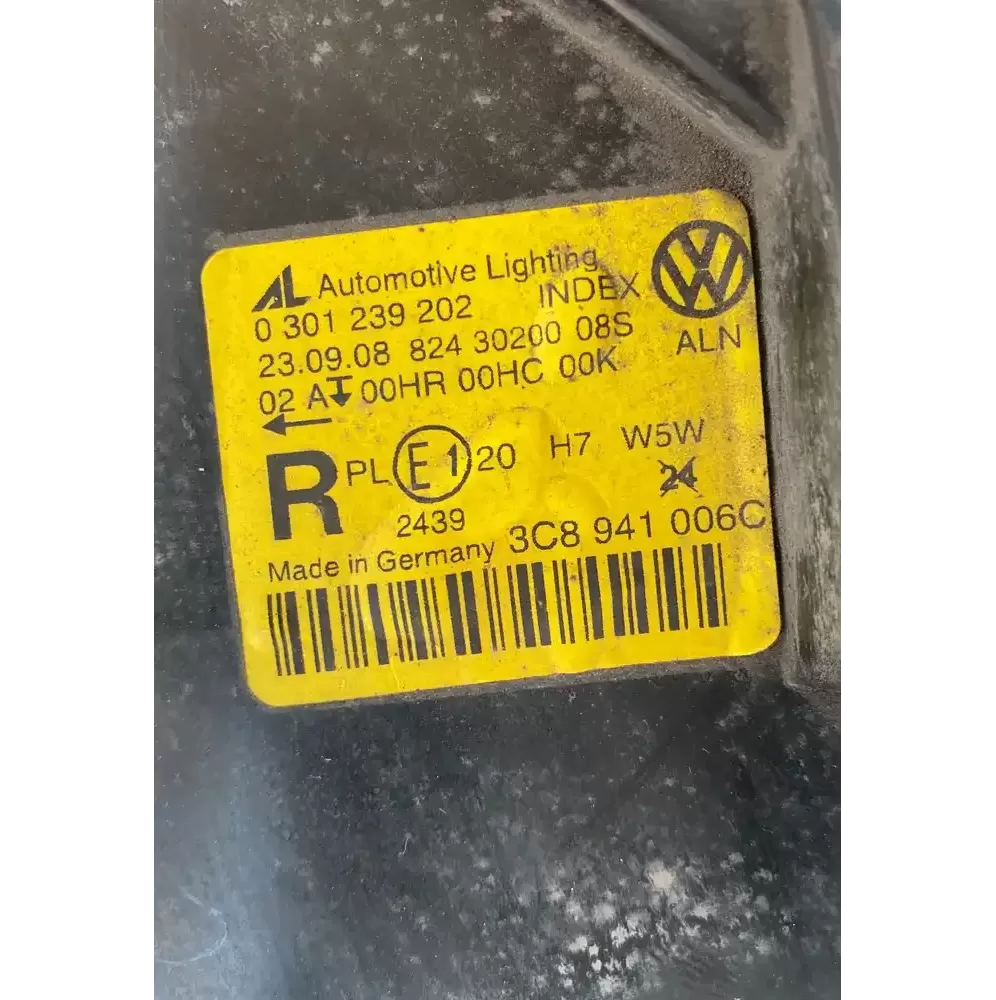 AL Automotive Lighting
0 301 239 202 INDEX
23.09.08 824 30200 08S ALN
02 A 00HR 00HC 00K
R PL E1 20 H7 W5W
24
2439
Made in Germany 3C8 941 006C